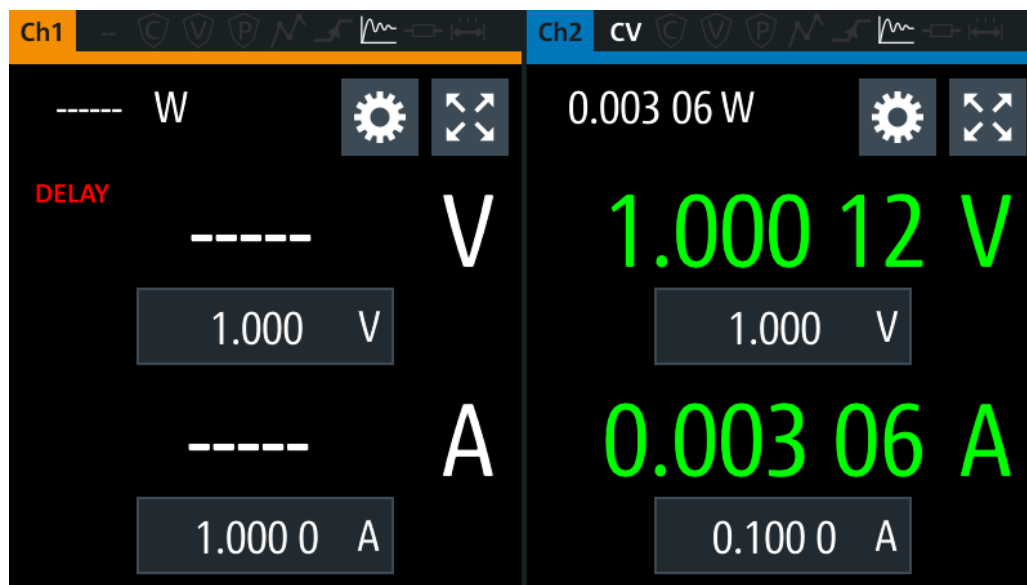 Ch1 -- C V P
------ W
DELAY
----- V
1.000 V
----- A
1.000 0 A
Ch2 CV C V P
0.003 06 W
1.000 12 V
1.000 V
0.003 06 A
0.100 0 A